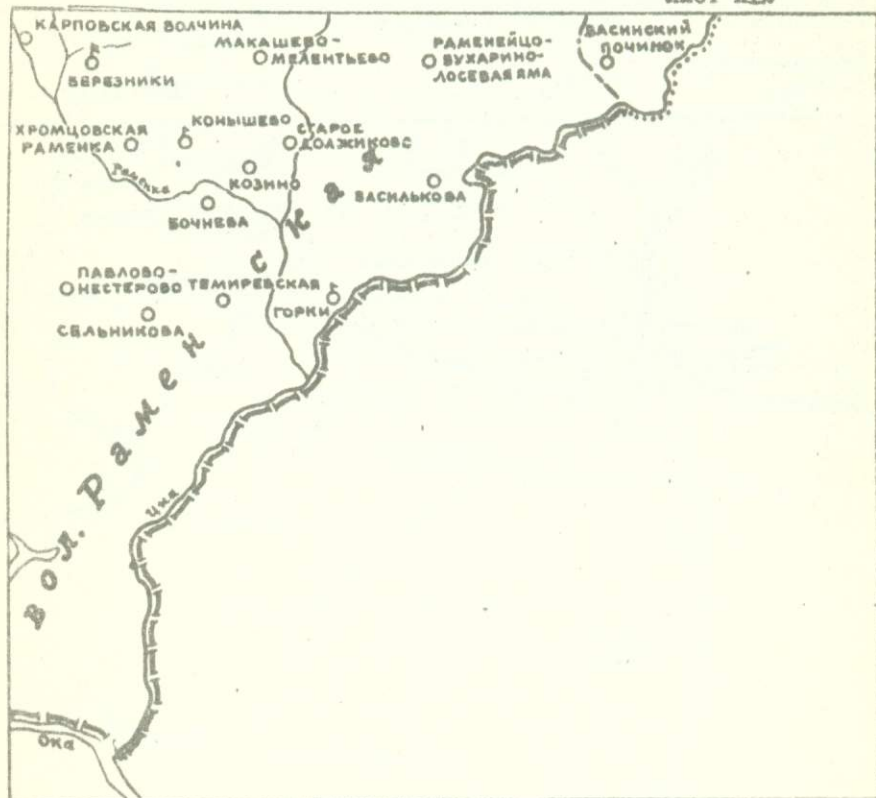 КАРПОВСКАЯ ВОЛЧИНА
БЕРЕЗНИКИ
МАКАШЕВО-
МЕЛЕНТЬЕВО
РАМЕНЕЙЦО-
БУХАРИНО-
ЛОСЕВАЯ ЯМА
ВАСИНСКИЙ
ПОЧИНОК
ХРОМЦОВСКАЯ
РАМЕНКА
КОНЫШЕВО
СТАРОЕ
ДОЛЖИКОВО
Раменка
КОЗИНО
ВАСИЛЬКОВА
БОЧНЕВА
ПАВЛОВО-
НЕСТЕРОВО
ТЕМИРЕВСКАЯ
ГОРКИ
СЕЛЬНИКОВА
вол. Раменская
Цна
Ока